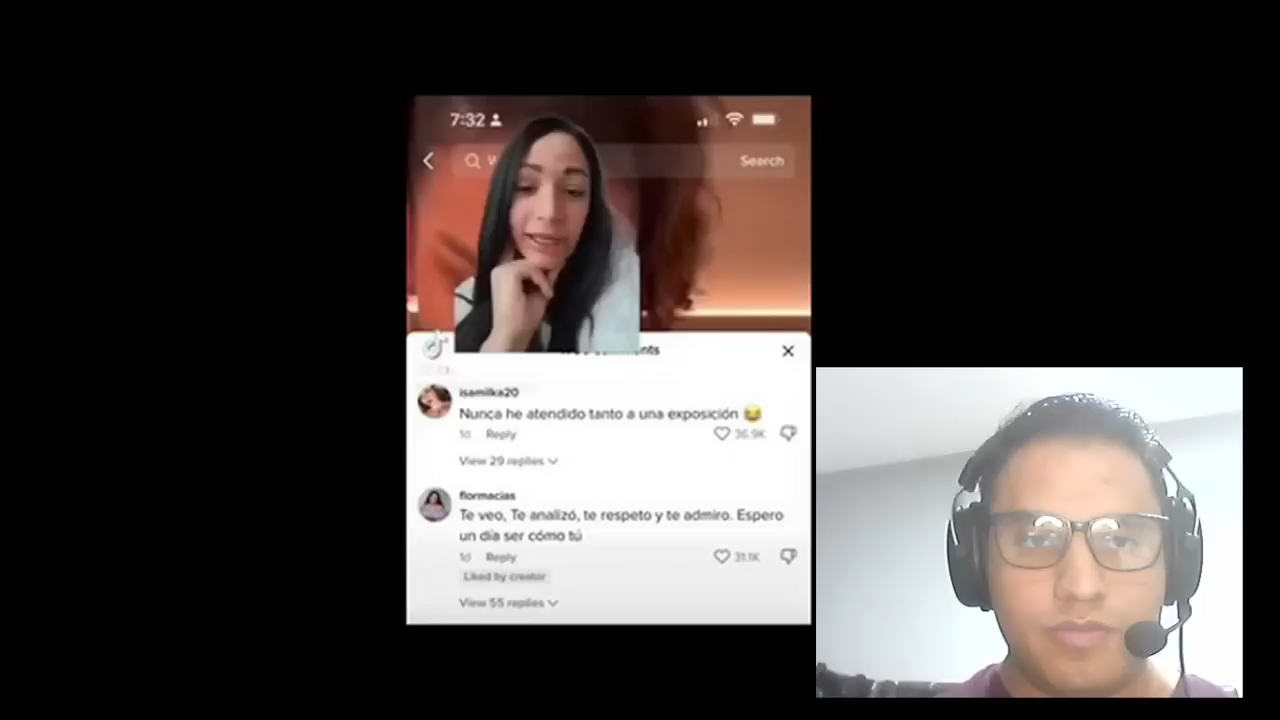 7:32
Search
isamilka20
Nunca he atendido tanto a una exposición 😂
1d Reply
36.9K
View 29 replies
flormacias
Te veo, Te analizó, te respeto y te admiro. Espero
un día ser cómo tú
1d Reply
31.1K
Liked by creator
View 55 replies